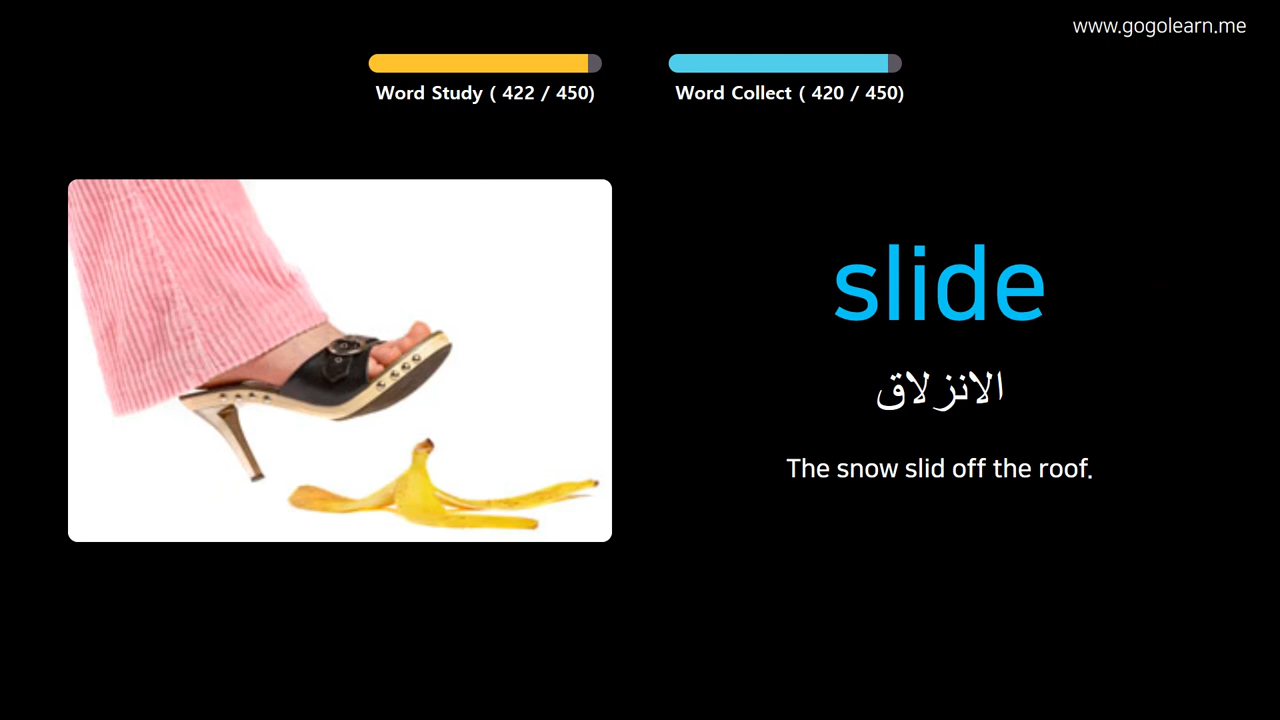 www.gogolearn.me
Word Study ( 422 / 450)
Word Collect ( 420 / 450)
slide
الانزلاق
The snow slid off the roof.